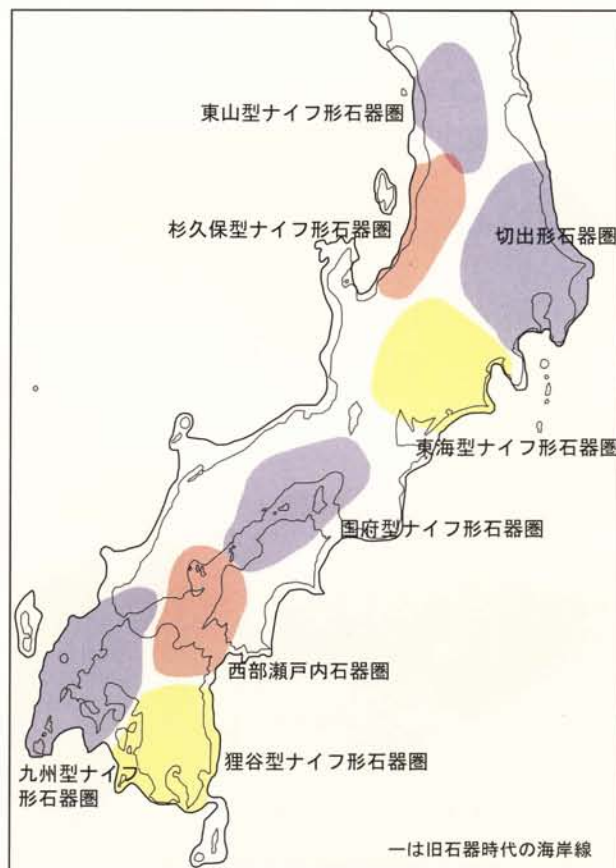 東山型ナイフ形石器圏
杉久保型ナイフ形石器圏
切出形石器圏
東海型ナイフ形石器圏
国府型ナイフ形石器圏
西部瀬戸内石器圏
狸谷型ナイフ形石器圏
九州型ナイフ
形石器圏
ーは旧石器時代の海岸線